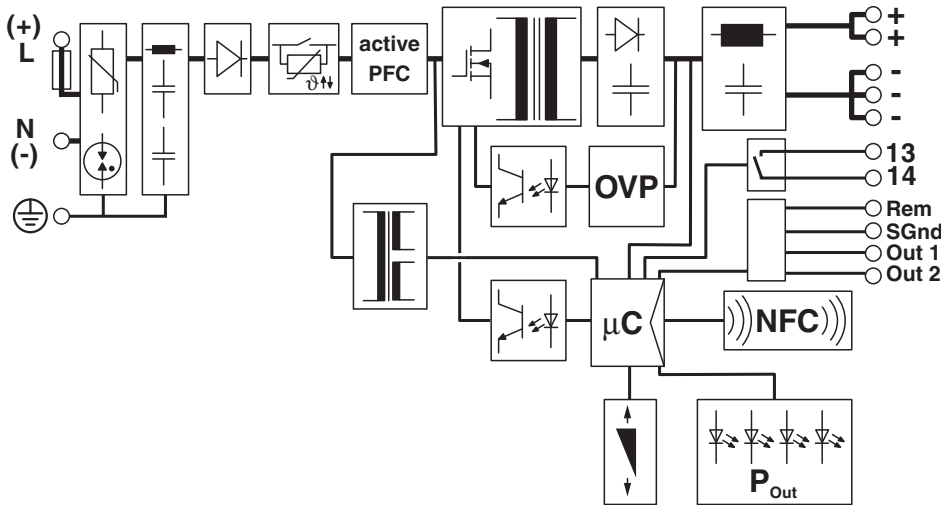 (+)
L
N
(-)
active
PFC
ϑ
OVP
μC
NFC
P Out
+
+
-
-
-
13
14
Rem
SGnd
Out 1
Out 2